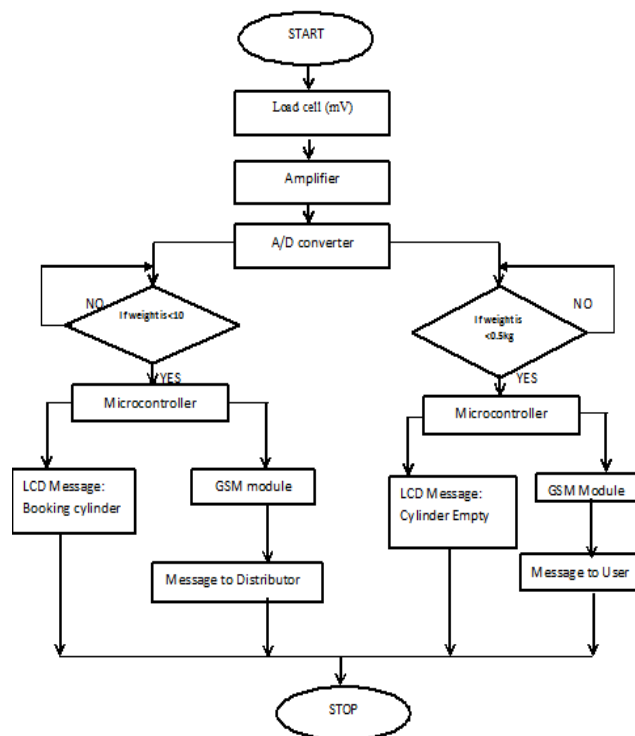 START
Load cell (mV)
Amplifier
A/D converter
NO
If weight is <10
YES
Microcontroller
LCD Message:
Booking cylinder
GSM module
Message to Distributor
NO
If weight is
<0.5kg
YES
Microcontroller
LCD Message:
Cylinder Empty
GSM Module
Message to User
STOP